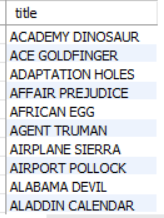 title
ACADEMY DINOSAUR
ACE GOLDFINGER
ADAPTATION HOLES
AFFAIR PREJUDICE
AFRICAN EGG
AGENT TRUMAN
AIRPLANE SIERRA
AIRPORT POLLOCK
ALABAMA DEVIL
ALADDIN CALENDAR